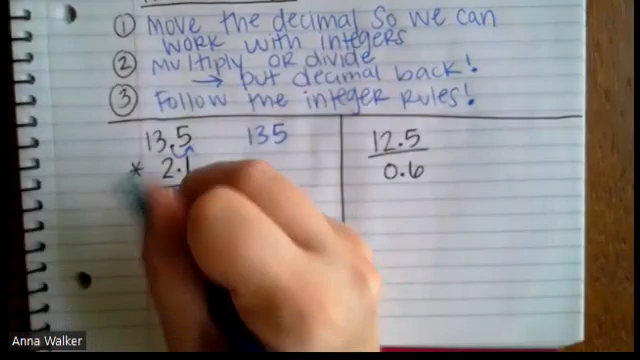 ① Move the decimal so we can
work with integers
② Multiply or divide
→ put decimal back!
③ Follow the integer rules!
13.5 135
* 2.1
12.5
0.6
Anna Walker